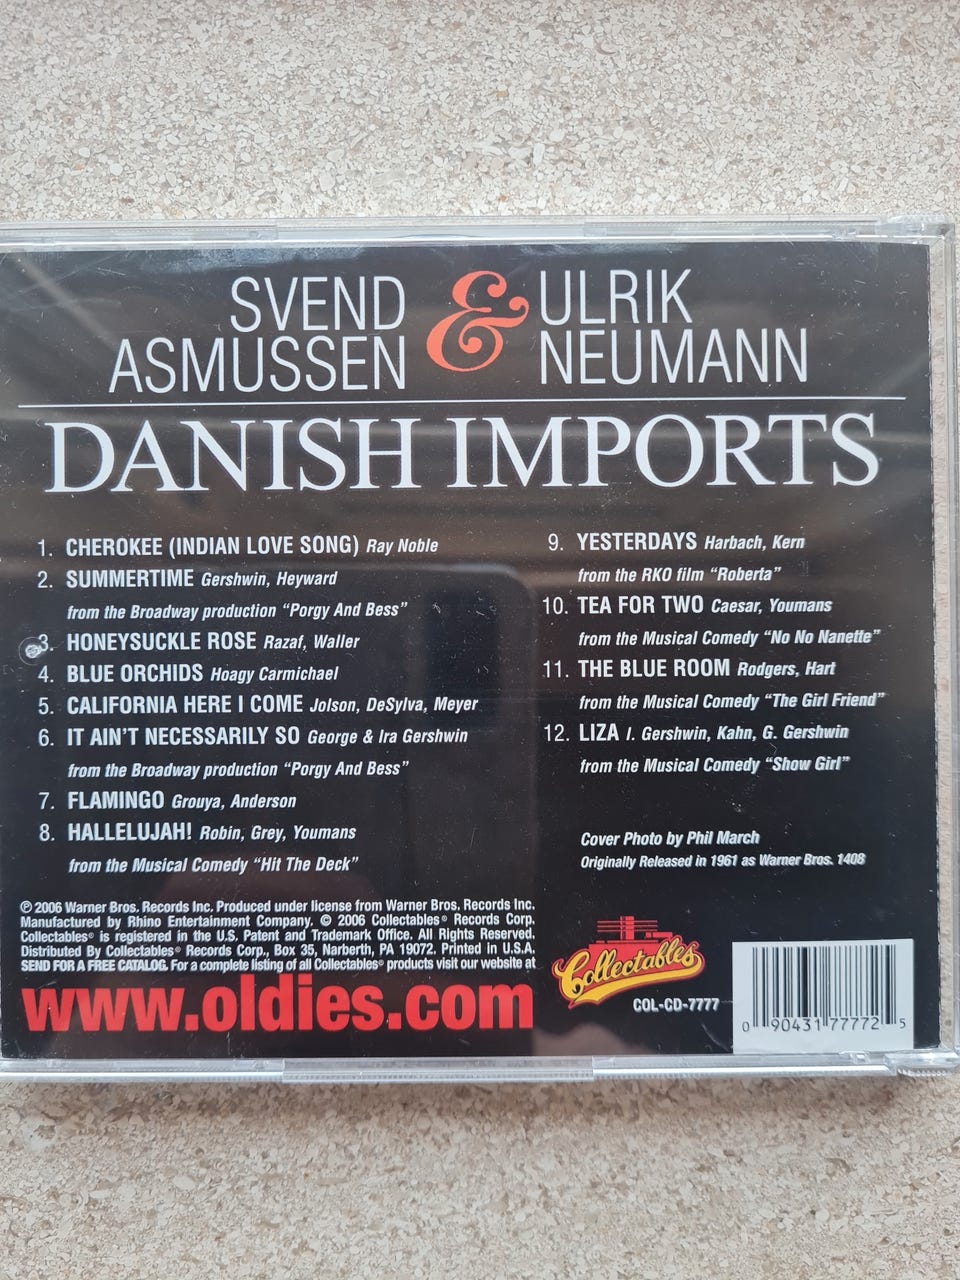 SVEND ASMUSSEN & ULRIK NEUMANN
DANISH IMPORTS
1. CHEROKEE (INDIAN LOVE SONG) Ray Noble
2. SUMMERTIME Gershwin, Heyward
from the Broadway production “Porgy And Bess”
3. HONEYSUCKLE ROSE Razaf, Waller
4. BLUE ORCHIDS Hoagy Carmichael
5. CALIFORNIA HERE I COME Jolson, DeSylva, Meyer
6. IT AIN'T NECESSARILY SO George & Ira Gershwin
from the Broadway production “Porgy And Bess”
7. FLAMINGO Grouya, Anderson
8. HALLELUJAH! Robin, Grey, Youmans
from the Musical Comedy “Hit The Deck”
9. YESTERDAYS Harbach, Kern
from the RKO film “Roberta”
10. TEA FOR TWO Caesar, Youmans
from the Musical Comedy “No No Nanette”
11. THE BLUE ROOM Rodgers, Hart
from the Musical Comedy “The Girl Friend”
12. LIZA I. Gershwin, Kahn, G. Gershwin
from the Musical Comedy “Show Girl”
Cover Photo by Phil March
Originally Released in 1961 as Warner Bros. 1408
℗ 2006 Warner Bros. Records Inc. Produced under license from Warner Bros. Records Inc.
Manufactured by Rhino Entertainment Company. © 2006 Collectables® Records Corp.
Collectables® is registered in the U.S. Patent and Trademark Office. All Rights Reserved.
Distributed By Collectables® Records Corp., Box 35, Narberth, PA 19072. Printed in U.S.A.
SEND FOR A FREE CATALOG. For a complete listing of all Collectables® products visit our website at
www.oldies.com
Collectables
COL-CD-7777
0 90431 77772 5